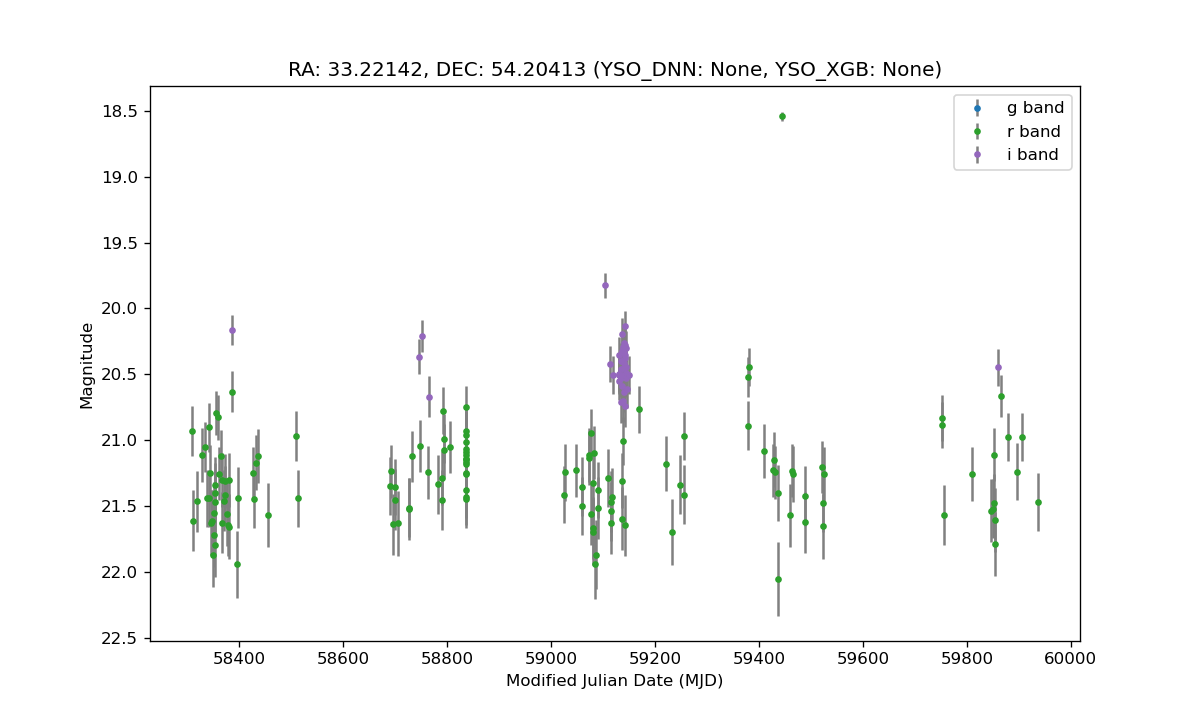 RA: 33.22142, DEC: 54.20413 (YSO_DNN: None, YSO_XGB: None)
g band
r band
i band
18.5
19.0
19.5
20.0
20.5
21.0
21.5
22.0
22.5
Magnitude
58400 58600 58800 59000 59200 59400 59600 59800 60000
Modified Julian Date (MJD)